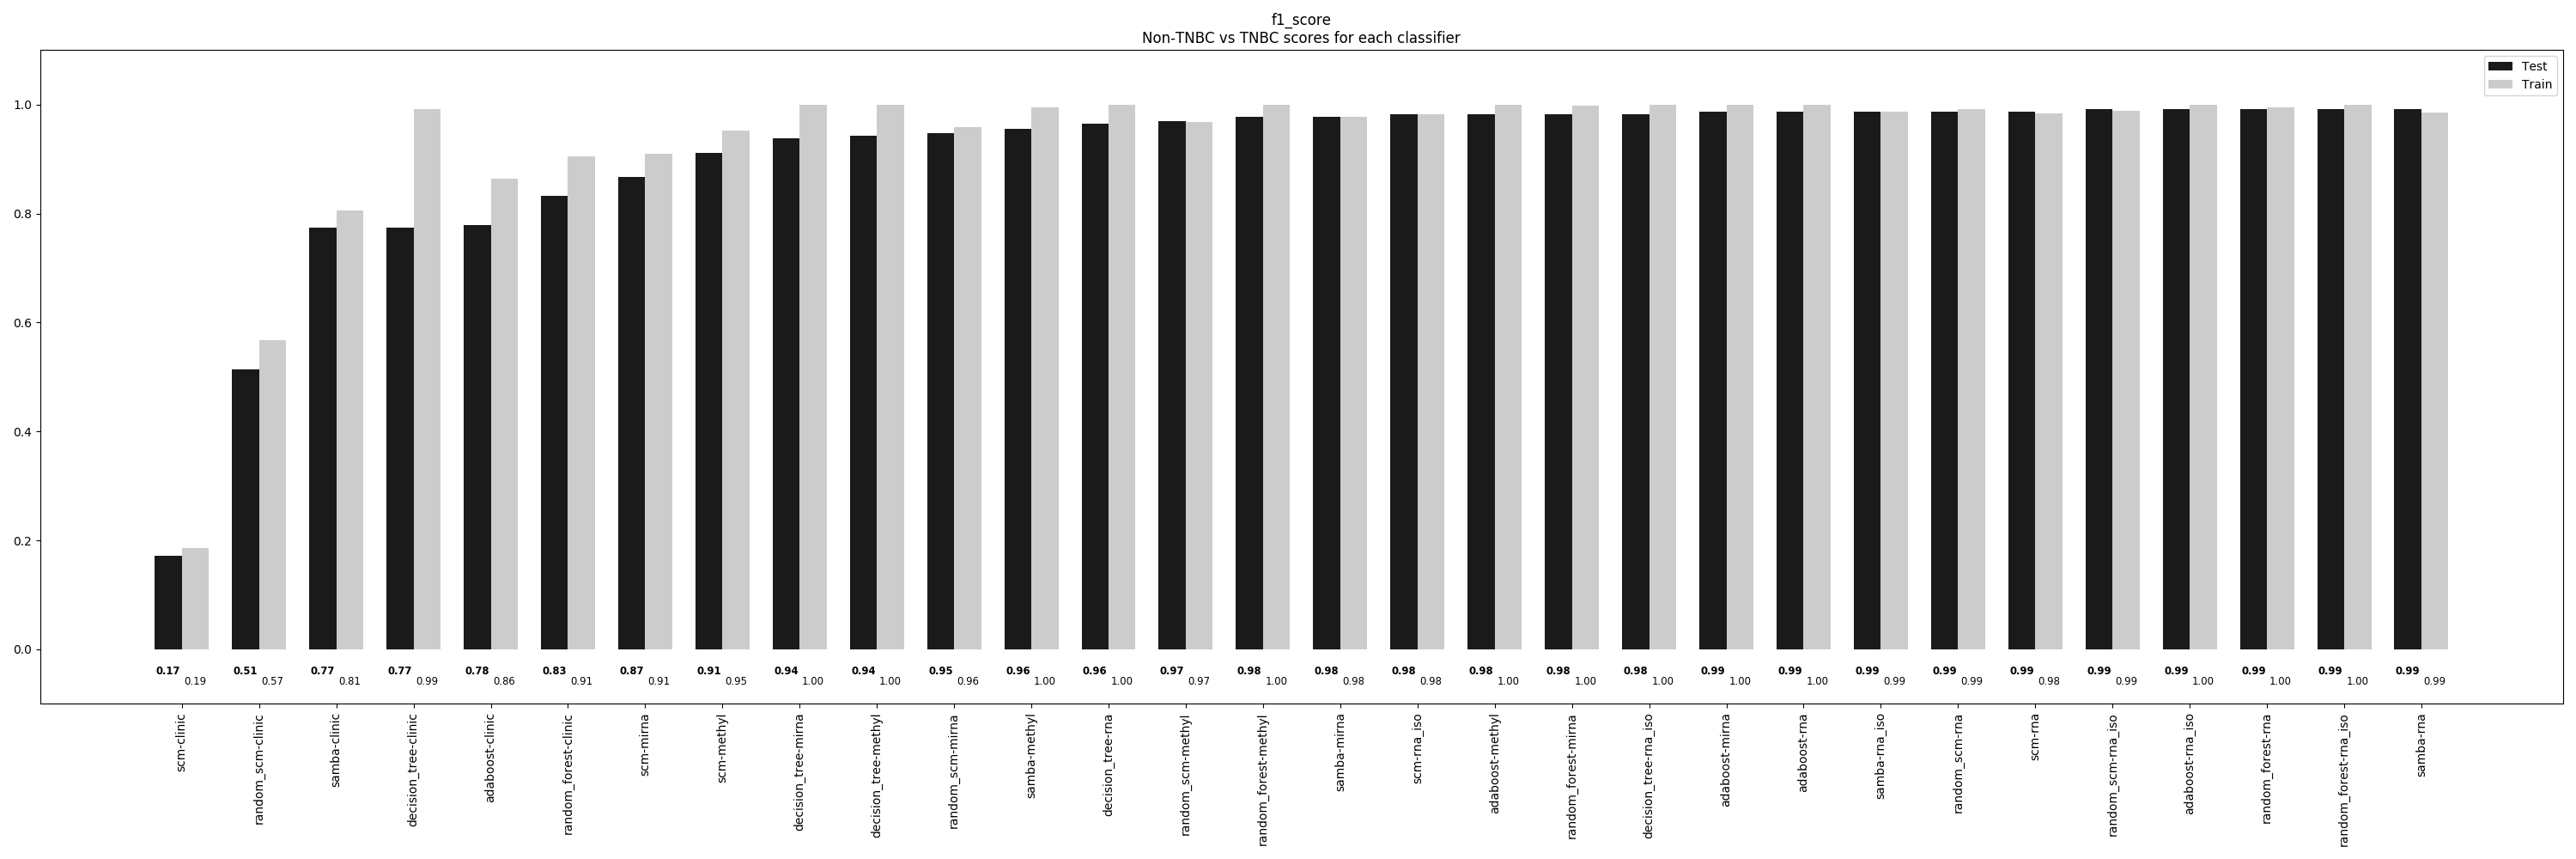 f1_score
Non-TNBC vs TNBC scores for each classifier
Test
Train
1.0
0.8
0.6
0.4
0.2
0.0
0.17 0.51 0.77 0.77 0.78 0.83 0.87 0.91 0.94 0.94 0.95 0.96 0.96 0.97 0.98 0.98 0.98 0.98 0.98 0.98 0.99 0.99 0.99 0.99 0.99 0.99 0.99 0.99 0.99 0.99
0.19 0.57 0.81 0.99 0.86 0.91 0.91 0.95 1.00 1.00 0.96 1.00 1.00 0.97 1.00 0.98 0.98 1.00 1.00 1.00 1.00 1.00 0.99 0.99 0.98 0.99 1.00 1.00 1.00 0.99
scm-clinic
random_scm-clinic
samba-clinic
decision_tree-clinic
adaboost-clinic
random_forest-clinic
scm-mirna
scm-methyl
decision_tree-mirna
decision_tree-methyl
random_scm-mirna
samba-methyl
decision_tree-rna
random_scm-methyl
random_forest-methyl
samba-mirna
scm-rna_iso
adaboost-methyl
random_forest-mirna
decision_tree-rna_iso
adaboost-mirna
adaboost-rna
samba-rna_iso
random_scm-rna
scm-rna
random_scm-rna_iso
adaboost-rna_iso
random_forest-rna
random_forest-rna_iso
samba-rna